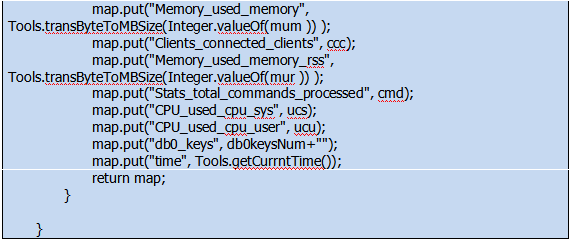 map.put("Memory_used_memory",
Tools.transByteToMBSize(Integer.valueOf(mum )) );
map.put("Clients_connected_clients", ccc);
map.put("Memory_used_memory_rss",
Tools.transByteToMBSize(Integer.valueOf(mur )) );
map.put("Stats_total_commands_processed", cmd);
map.put("CPU_used_cpu_sys", ucs);
map.put("CPU_used_cpu_user", ucu);
map.put("db0_keys", db0keysNum+"");
map.put("time", Tools.getCurrntTime());
return map;
}
}